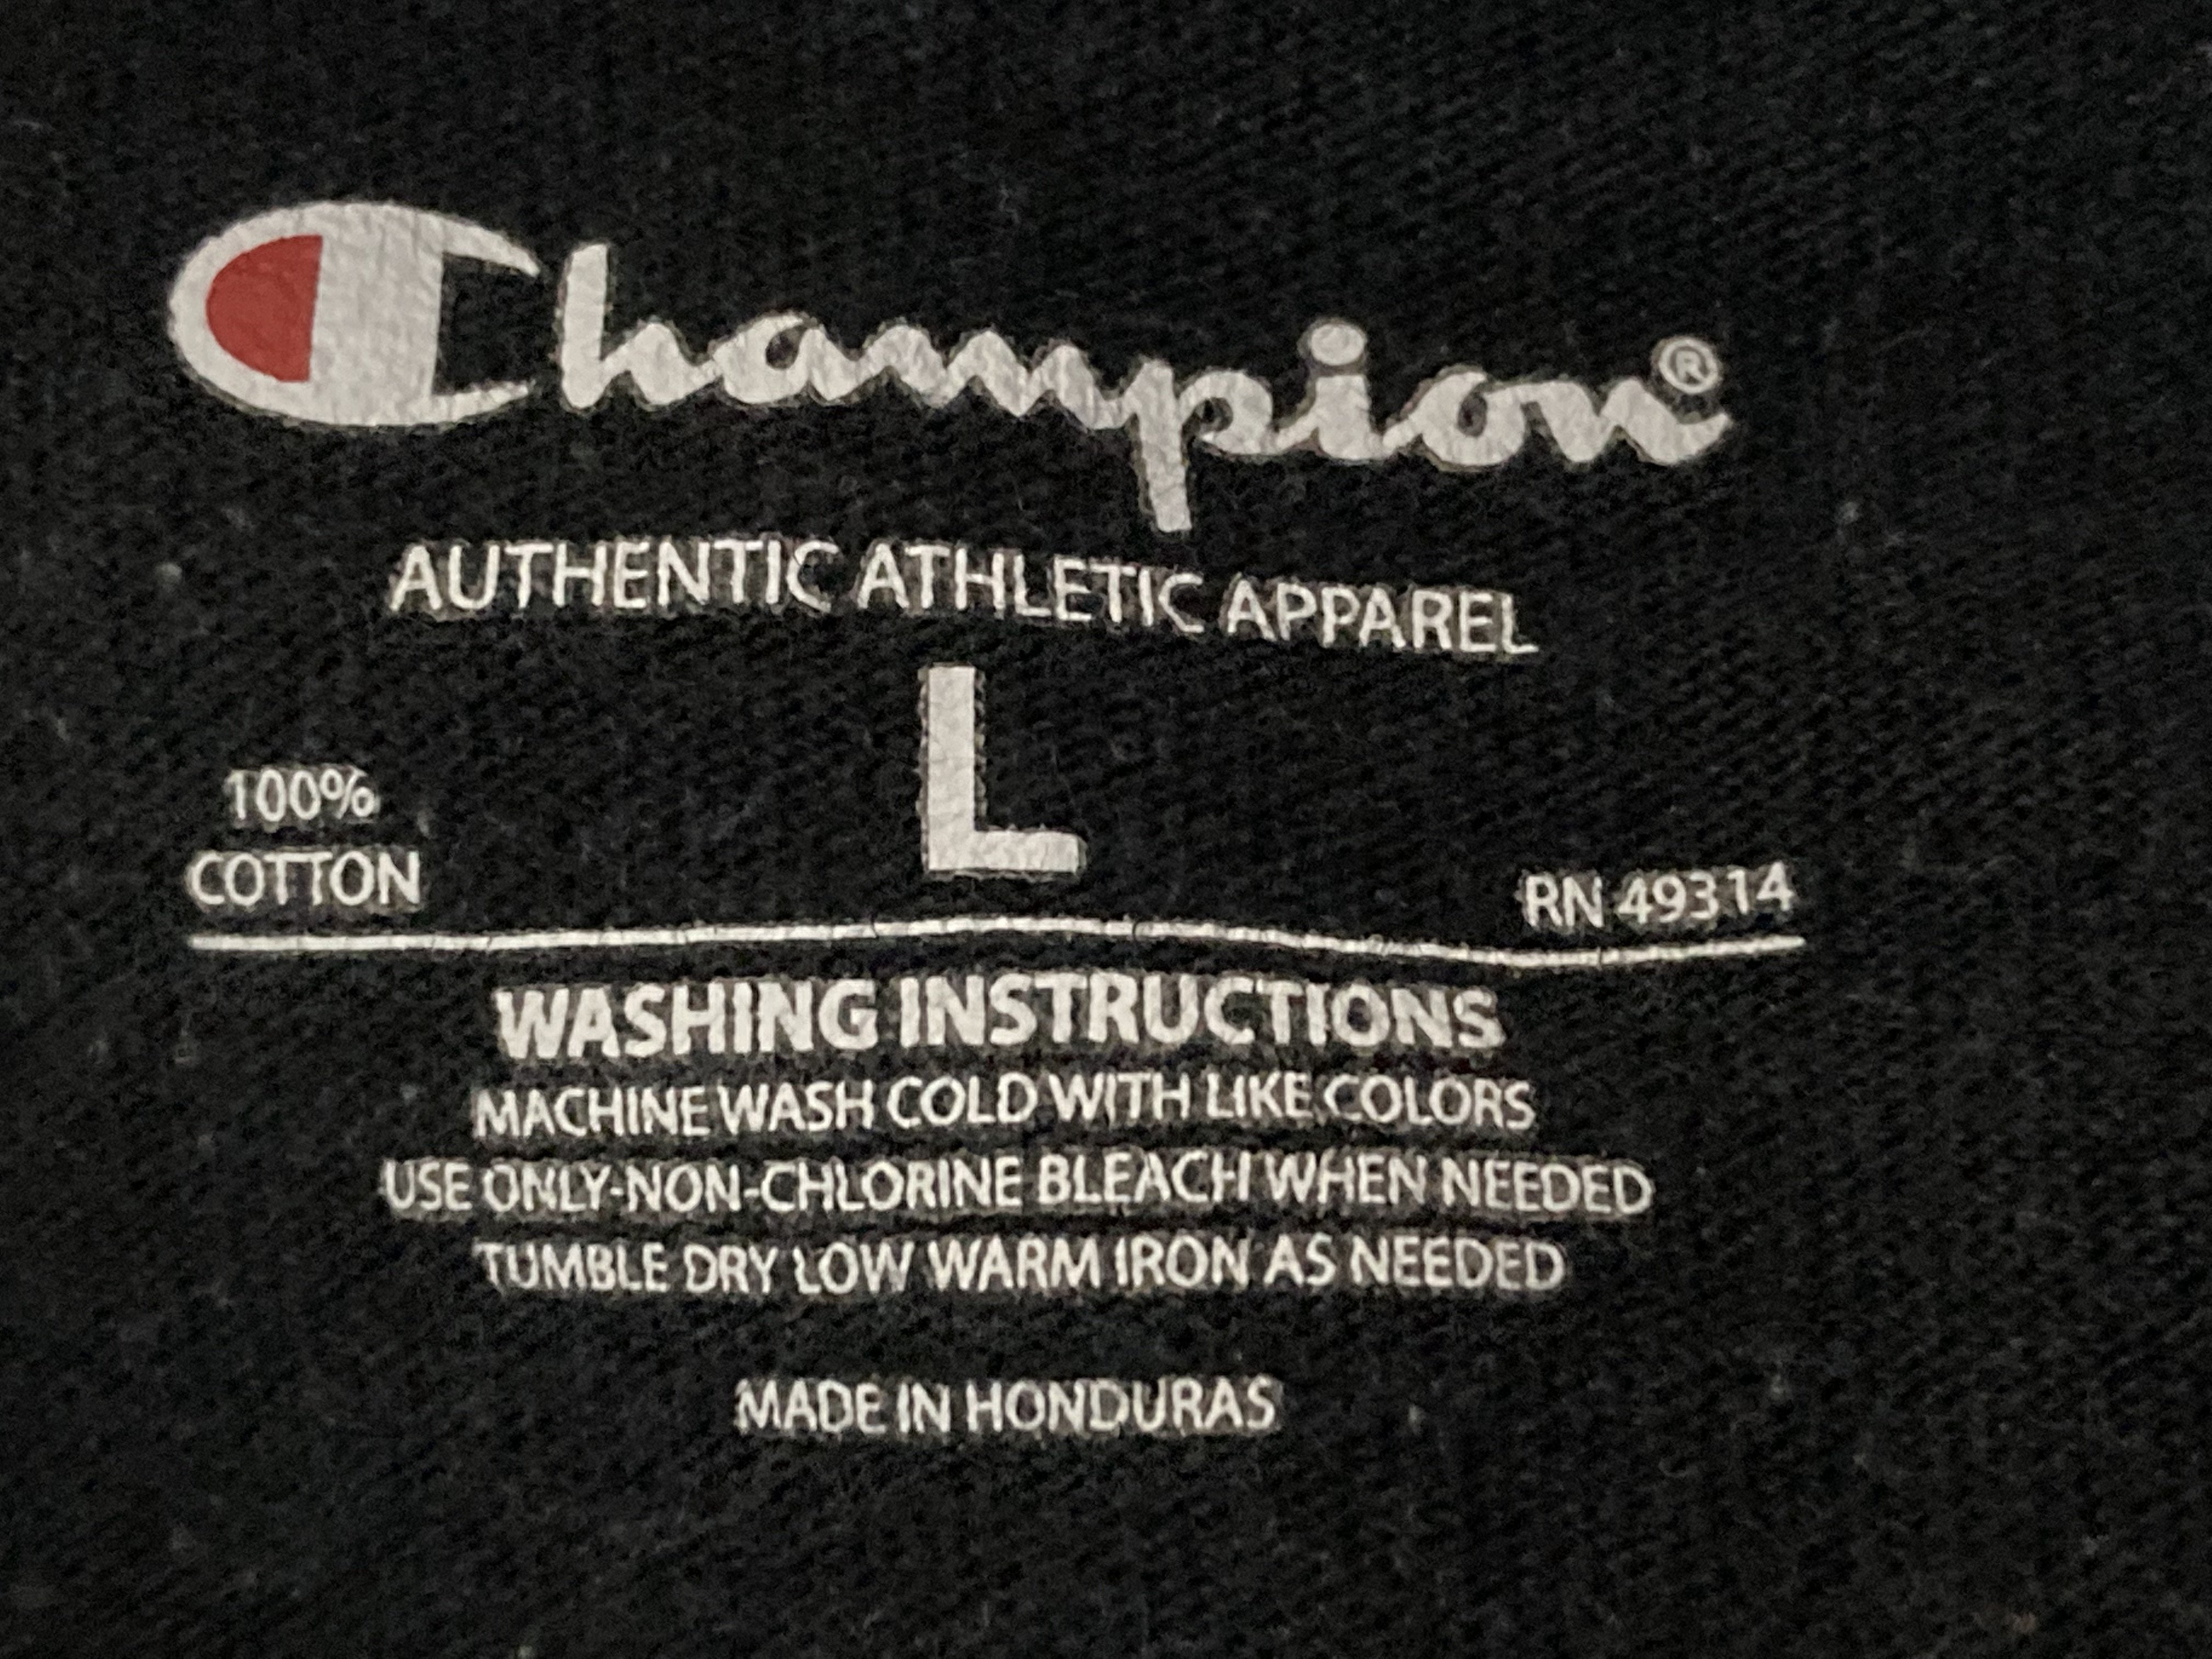 Champion®
AUTHENTIC ATHLETIC APPAREL
L
100%
COTTON
RN 49314
WASHING INSTRUCTIONS
MACHINE WASH COLD WITH LIKE COLORS
USE ONLY-NON-CHLORINE BLEACH WHEN NEEDED
TUMBLE DRY LOW WARM IRON AS NEEDED
MADE IN HONDURAS